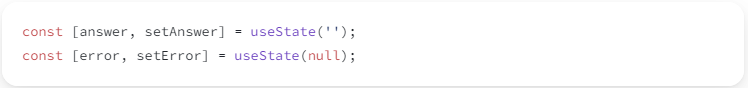 const [answer, setAnswer] = useState('');
const [error, setError] = useState(null);